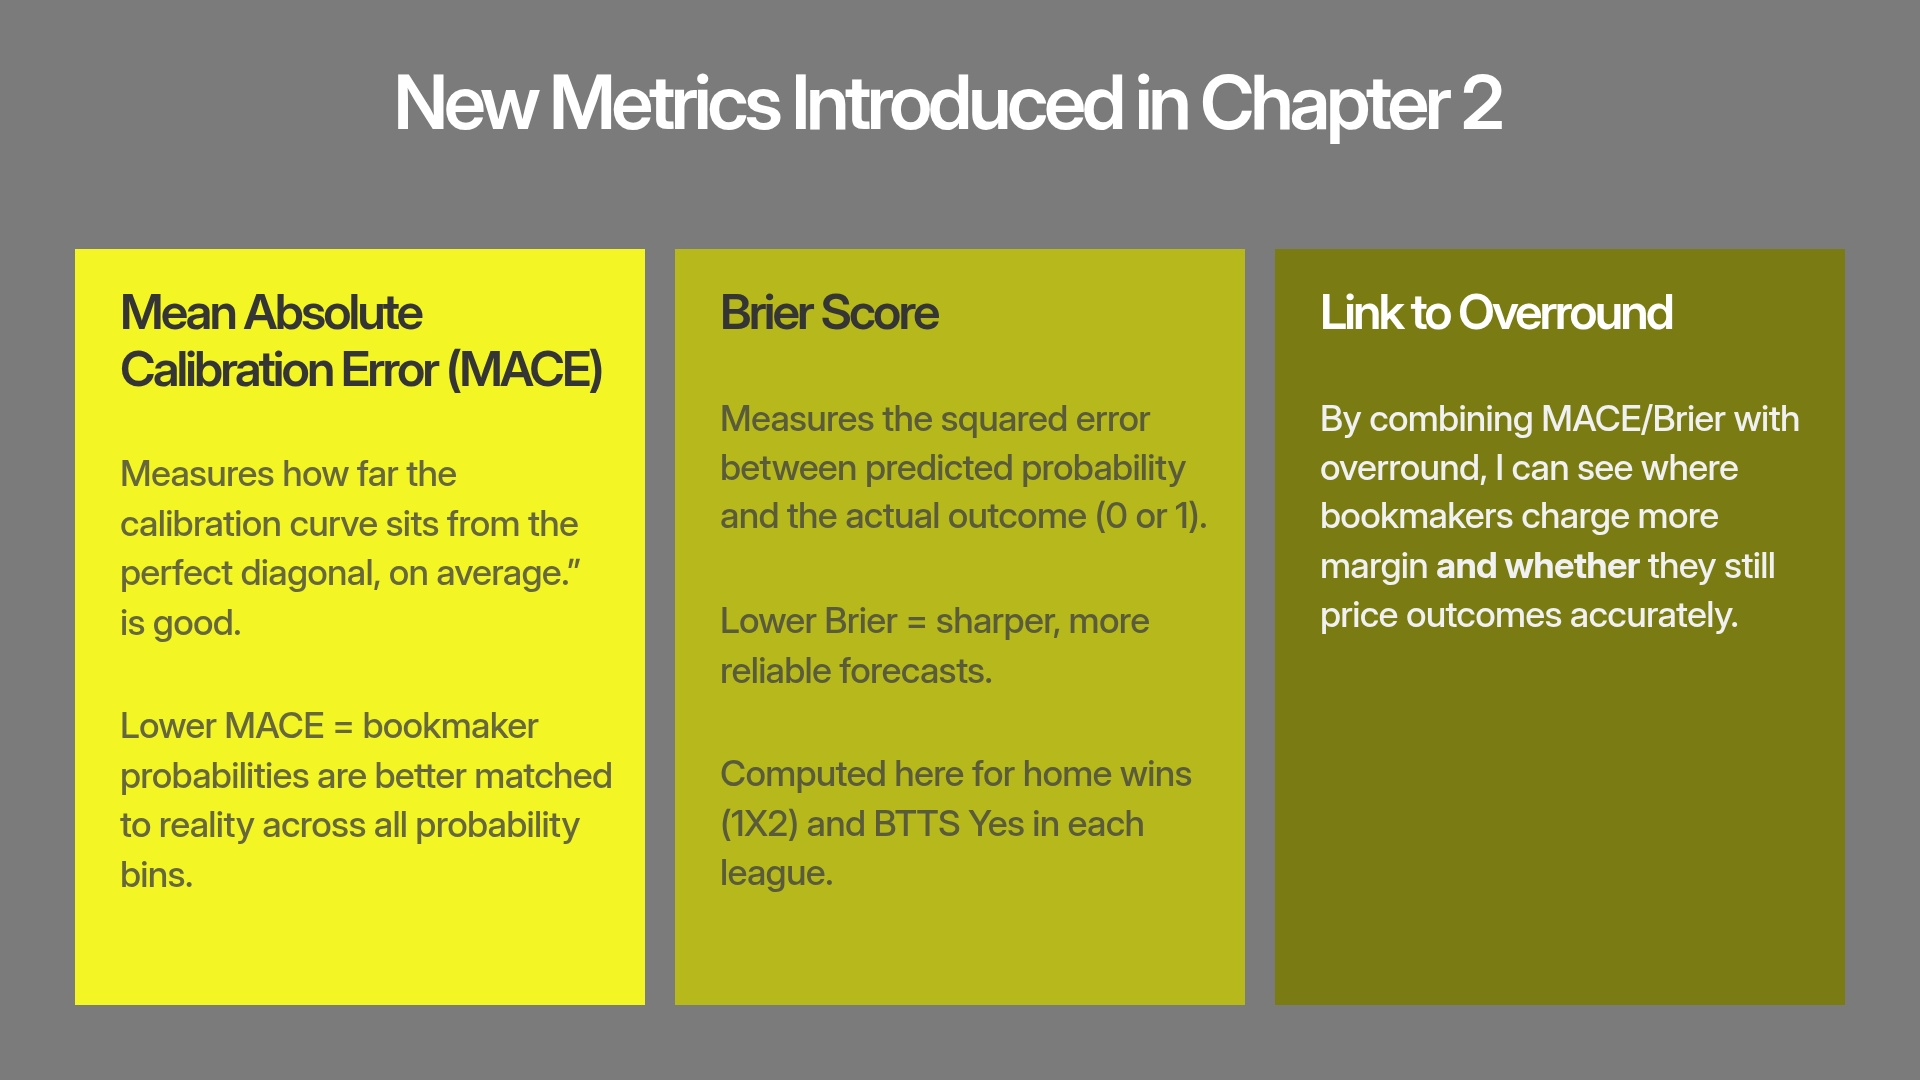 New Metrics Introduced in Chapter 2
Mean Absolute
Calibration Error (MACE)
Measures how far the
calibration curve sits from the
perfect diagonal, on average.”
is good.
Lower MACE = bookmaker
probabilities are better matched
to reality across all probability
bins.
Brier Score
Measures the squared error
between predicted probability
and the actual outcome (0 or 1).
Lower Brier = sharper, more
reliable forecasts.
Computed here for home wins
(1X2) and BTTS Yes in each
league.
Link to Overround
By combining MACE/Brier with
overround, I can see where
bookmakers charge more
margin and whether they still
price outcomes accurately.